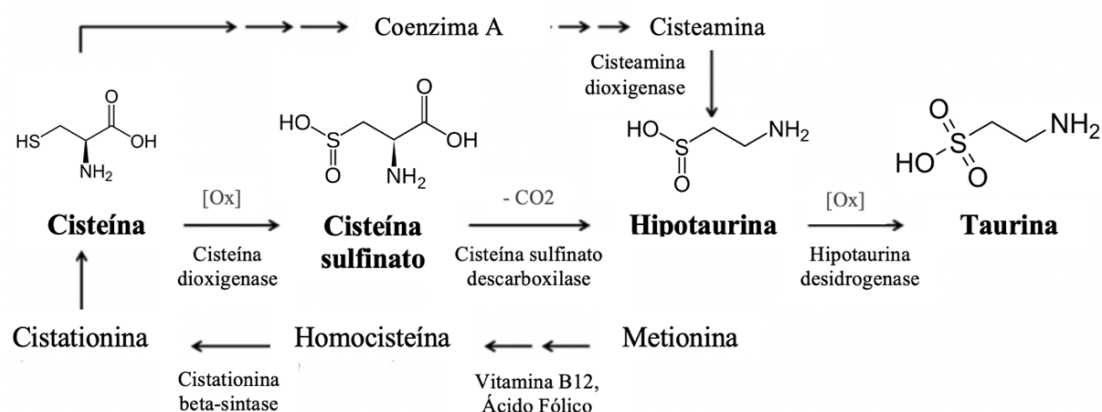 Coenzima A
Cisteamina
Cisteamina
dioxigenase
HS
O
OH
NH2
HO
S
O
O
OH
NH2
HO
S
O
NH2
O
S
HO
O
NH2
[Ox]
- CO2
[Ox]
Cisteína
Cisteína
sulfinato
Hipotaurina
Taurina
Cisteína
dioxigenase
Cisteína sulfinato
descarboxilase
Hipotaurina
desidrogenase
Cistationina
Homocisteína
Metionina
Cistationina
beta-sintase
Vitamina B12,
Ácido Fólico